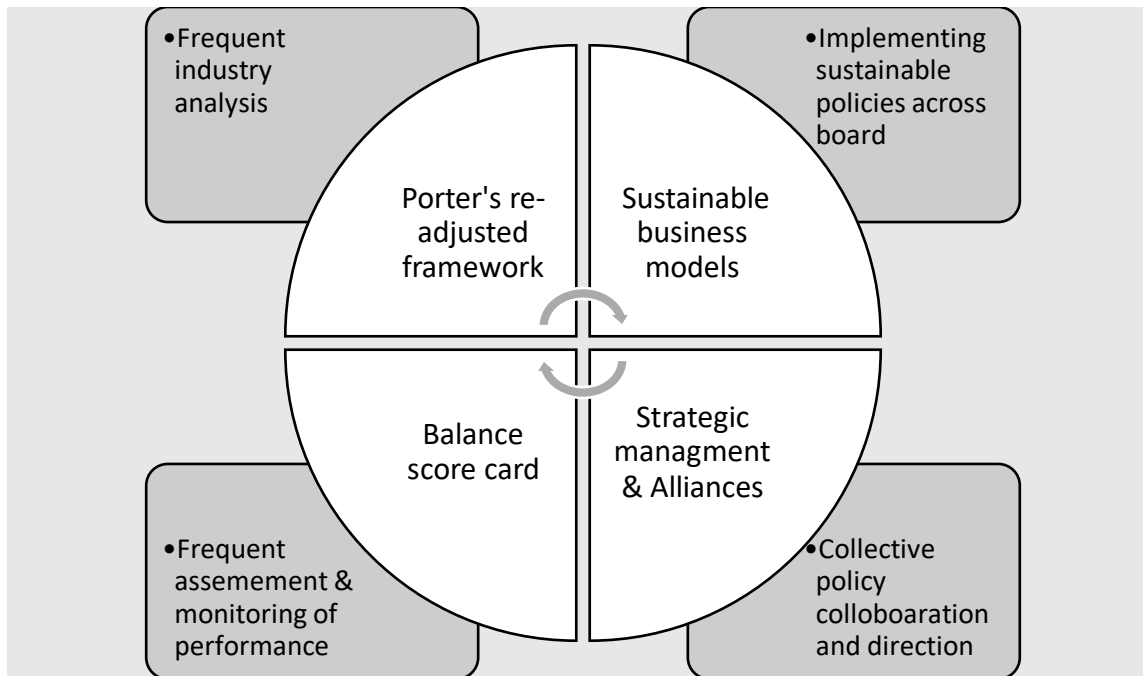 •Frequent
industry
analysis
•Implementing
sustainable
policies across
board
Porter's re-
adjusted
framework
Sustainable
business
models
Balance
score card
Strategic
managment
& Alliances
•Frequent
assemement &
monitoring of
performance
•Collective
policy
colloboaration
and direction